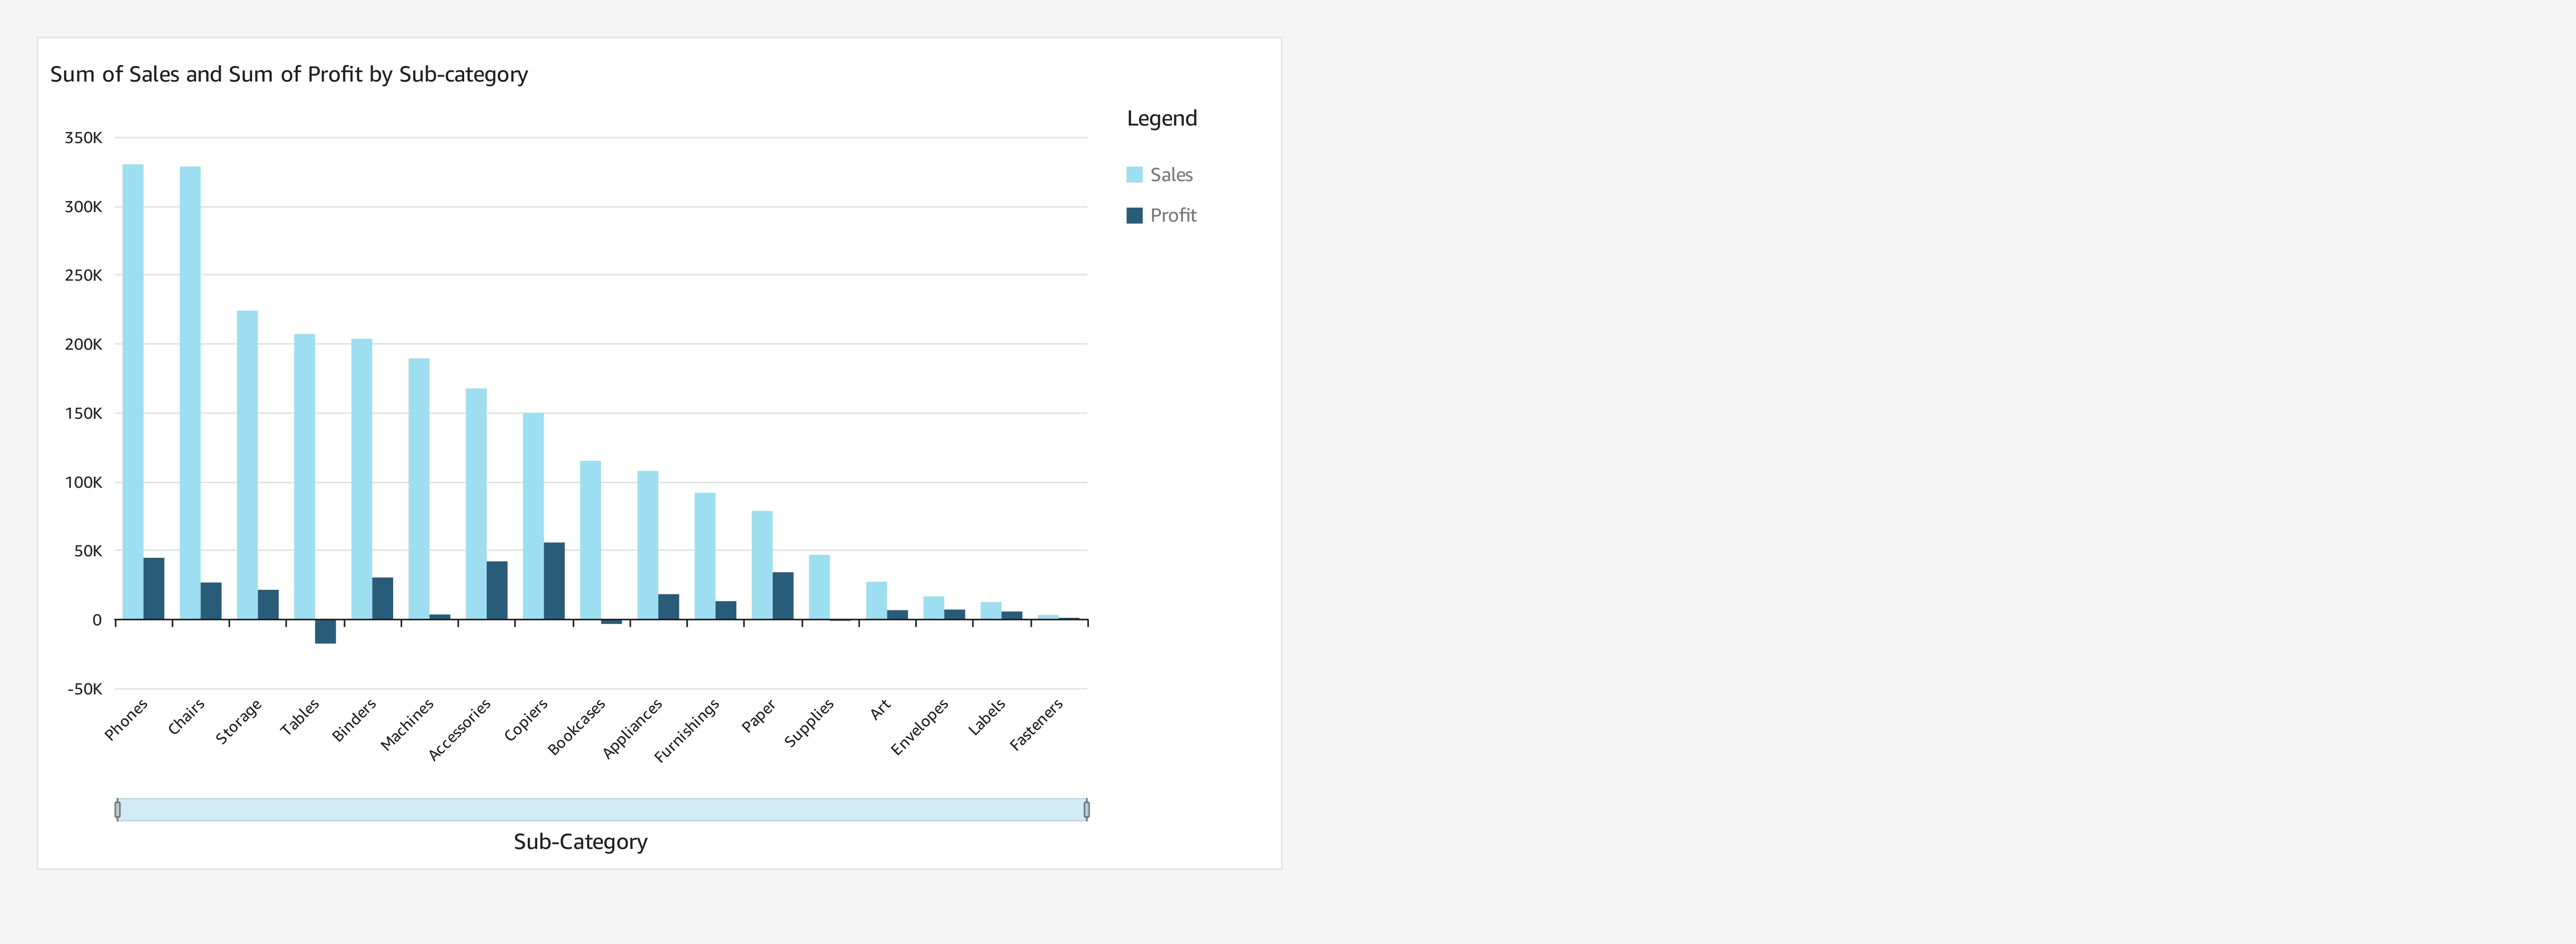 Sum of Sales and Sum of Profit by Sub-category
Legend
Sales
Profit
350K
300K
250K
200K
150K
100K
50K
0
-50K
Phones
Chairs
Storage
Tables
Binders
Machines
Accessories
Copiers
Bookcases
Appliances
Furnishings
Paper
Supplies
Art
Envelopes
Labels
Fasteners
Sub-Category